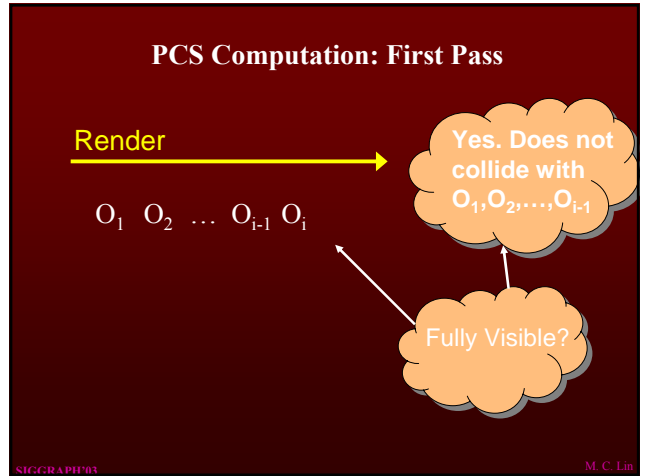 PCS Computation: First Pass
Render
Yes. Does not
collide with
O₁,O₂,…,Oᵢ₋₁
O₁ O₂ … Oᵢ₋₁ Oᵢ
Fully Visible?
SIGGRAPH'03
M. C. Lin